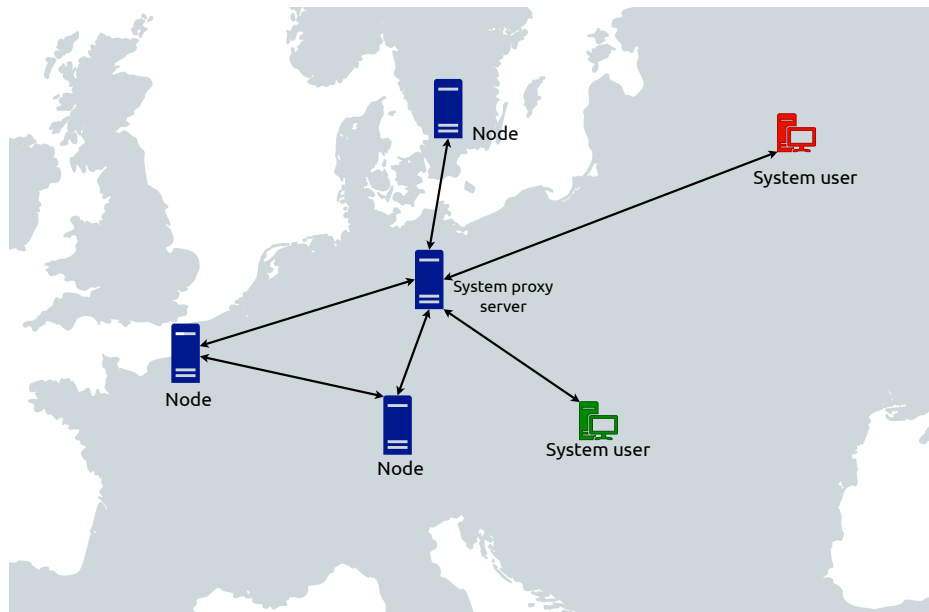 Node
System user
System proxy
server
Node
System user
Node